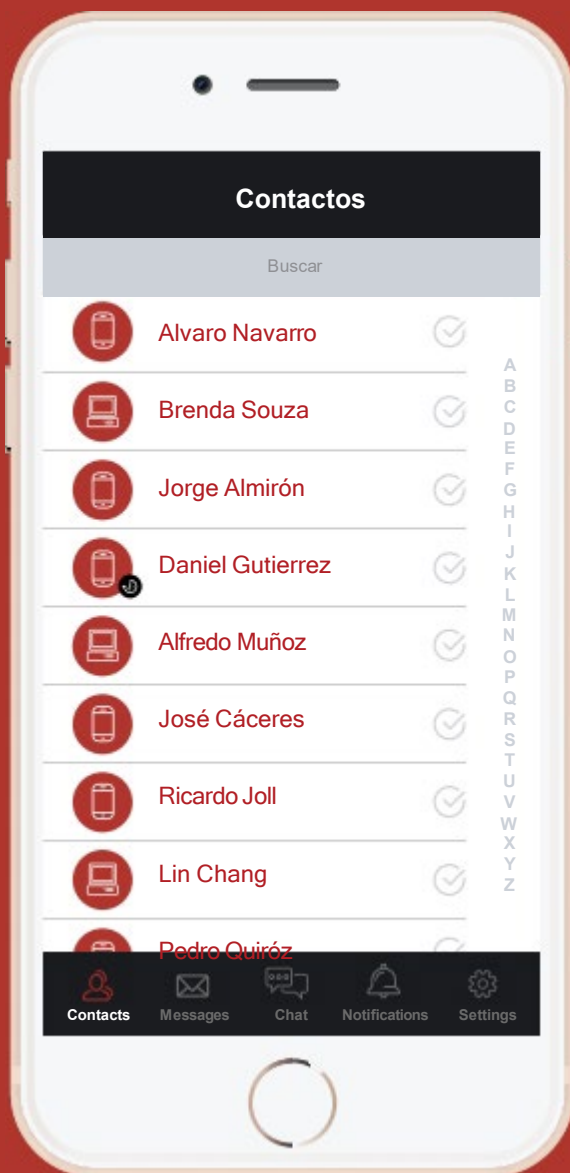 Contactos
Buscar
Alvaro Navarro
Brenda Souza
Jorge Almirón
Daniel Gutierrez
Alfredo Muñoz
José Cáceres
Ricardo Joll
Lin Chang
Pedro Quiróz
A
B
C
D
E
F
G
H
I
J
K
L
M
N
O
P
Q
R
S
T
U
V
W
X
Y
Z
Contacts Messages Chat Notifications Settings